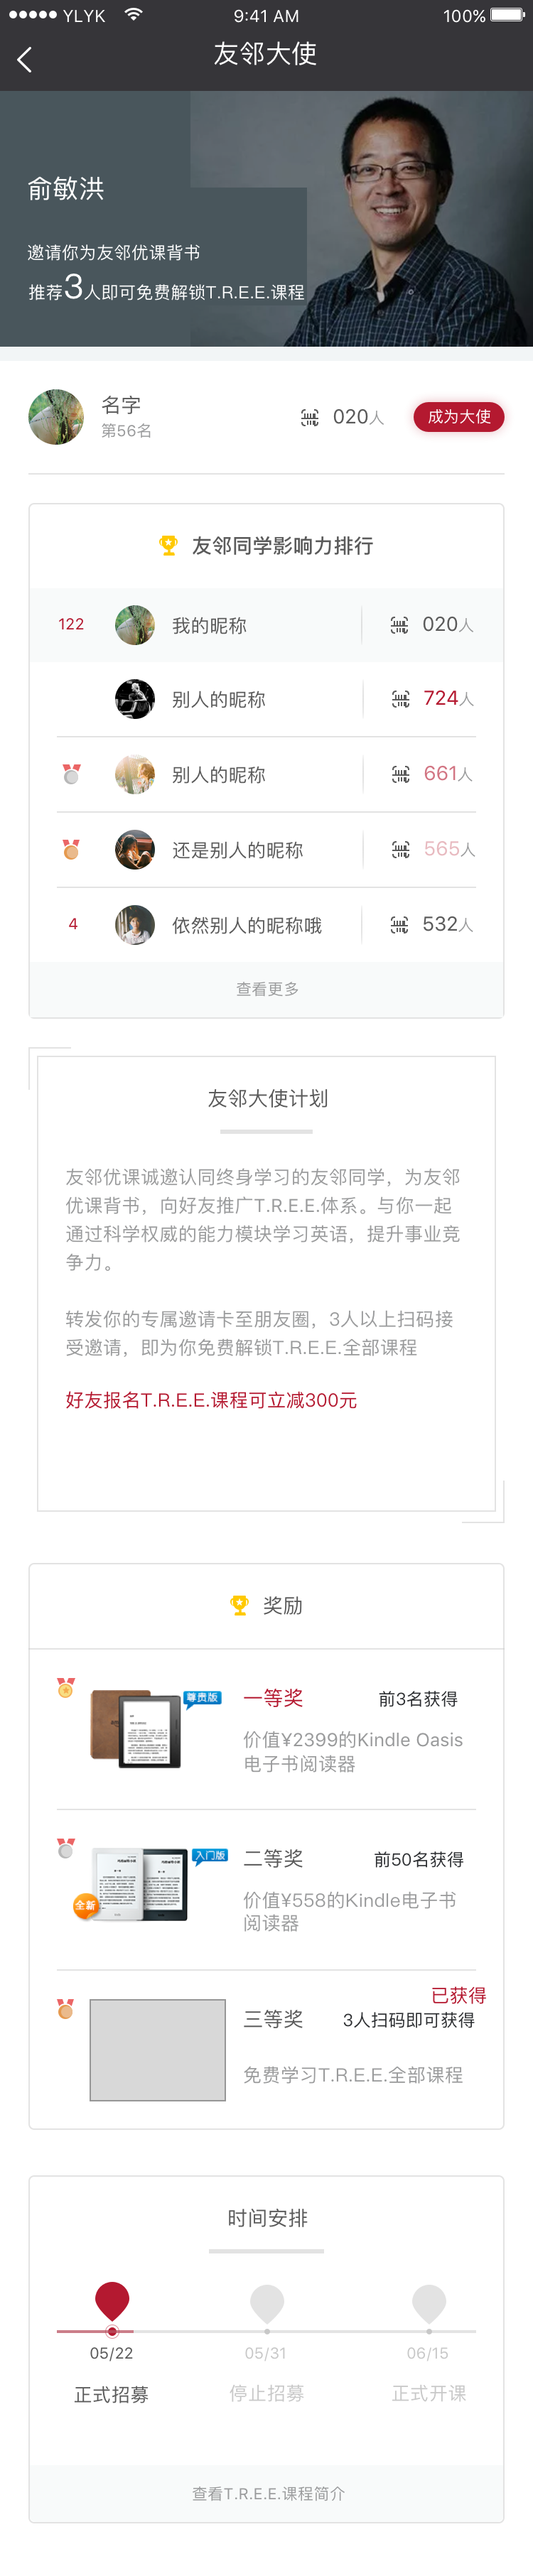 YLYK 9:41 AM 100%
友邻大使
俞敏洪
邀请你为友邻优课背书
推荐3人即可免费解锁T.R.E.E.课程
名字
第56名
020人
成为大使
友邻同学影响力排行
122 我的昵称 020人
别人的昵称 724人
别人的昵称 661人
还是别人的昵称 565人
4 依然别人的昵称哦 532人
查看更多
友邻大使计划
友邻优课诚邀认同终身学习的友邻同学，为友邻
优课背书，向好友推广T.R.E.E.体系。与你一起
通过科学权威的能力模块学习英语，提升事业竞
争力。
转发你的专属邀请卡至朋友圈，3人以上扫码接
受邀请，即为你免费解锁T.R.E.E.全部课程
好友报名T.R.E.E.课程可立减300元
奖励
尊贵版
一等奖 前3名获得
价值¥2399的Kindle Oasis
电子书阅读器
入门版
全新
二等奖 前50名获得
价值¥558的Kindle电子书
阅读器
已获得
三等奖 3人扫码即可获得
免费学习T.R.E.E.全部课程
时间安排
05/22 05/31 06/15
正式招募 停止招募 正式开课
查看T.R.E.E.课程简介